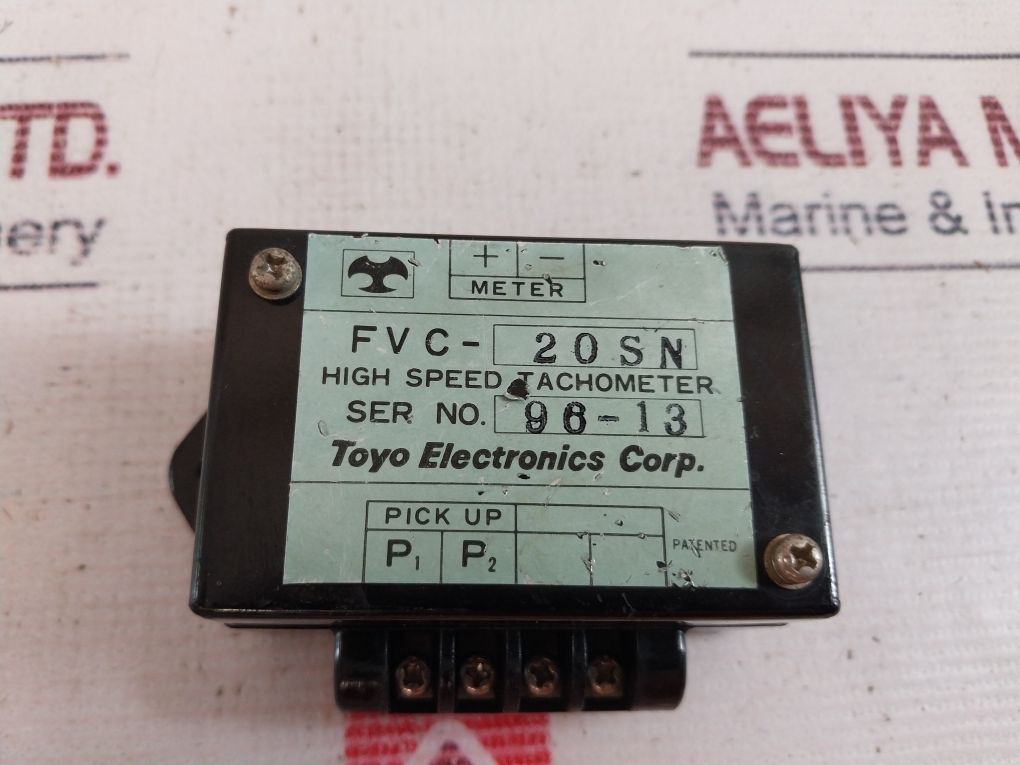 TD.
AELIYA M
ery
Marine & In
+ −
METER
FVC- 20SN
HIGH SPEED TACHOMETER
SER NO. 96-13
Toyo Electronics Corp.
PICK UP
P1 P2
PATENTED